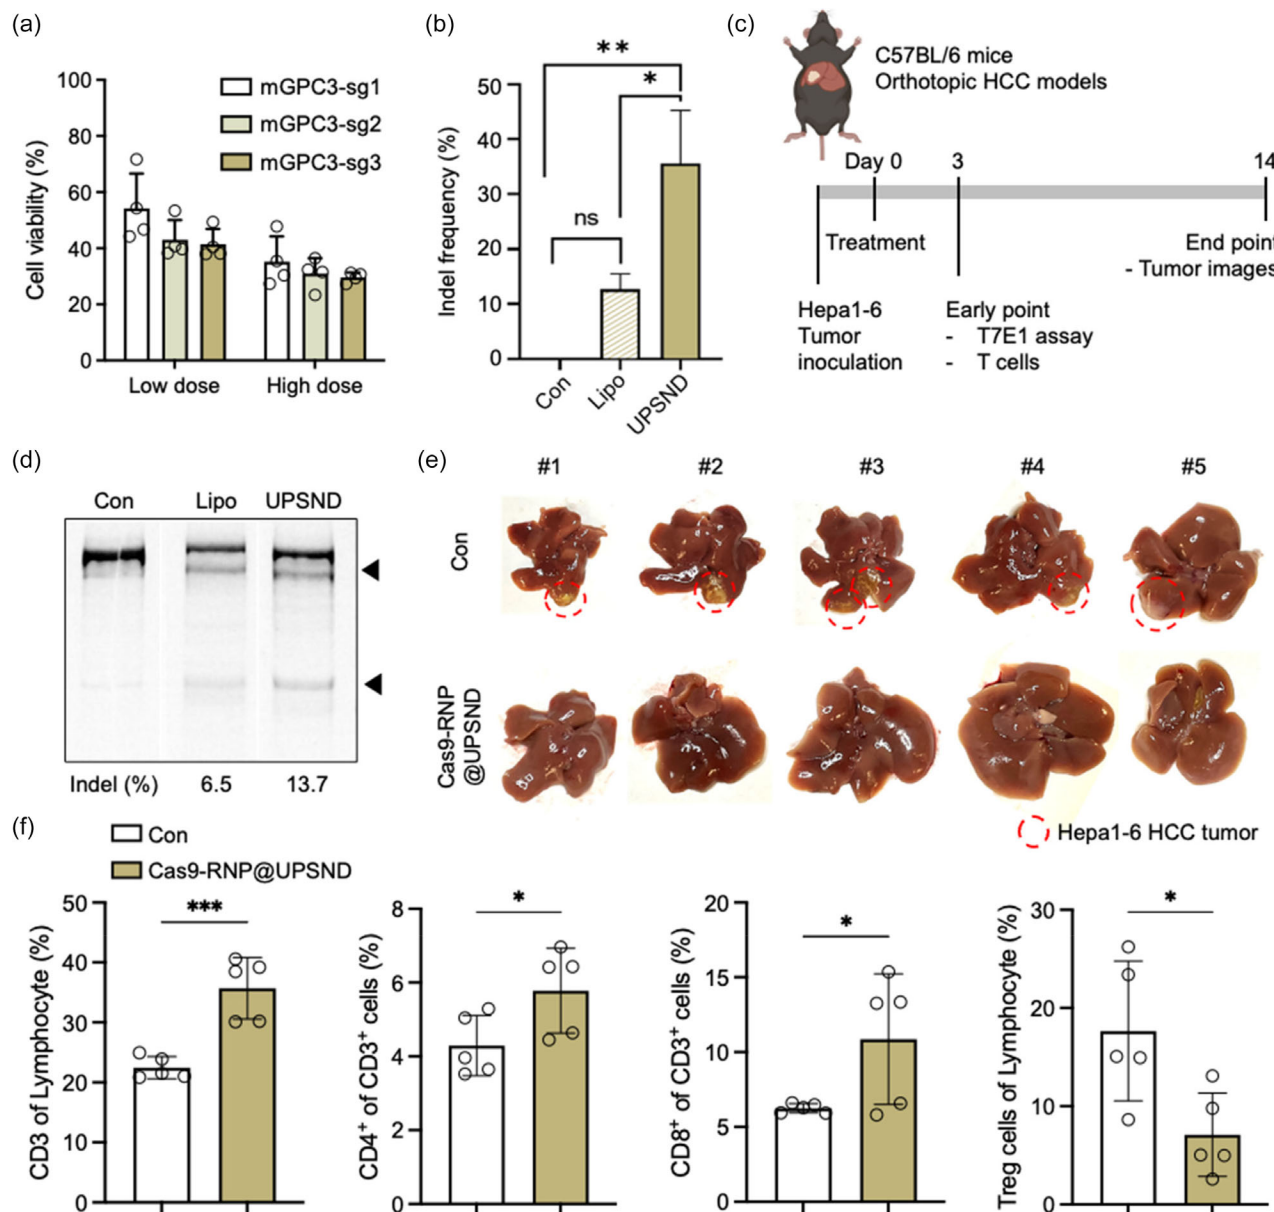 (a)
100
80
60
40
20
0
Cell viability (%)
mGPC3-sg1
mGPC3-sg2
mGPC3-sg3
Low dose
High dose
(b)
**
*
ns
50
40
30
20
10
0
Indel frequency (%)
Con
Lipo
UPSND
(c)
C57BL/6 mice
Orthotopic HCC models
Day 0
3
14
Treatment
End point
- Tumor images
Hepa1-6
Tumor
inoculation
Early point
- T7E1 assay
- T cells
(d)
Con Lipo UPSND
Indel (%) 6.5 13.7
(e)
#1 #2 #3 #4 #5
Con
Cas9-RNP
@UPSND
Hepa1-6 HCC tumor
(f)
Con
Cas9-RNP@UPSND
***
50
40
30
20
10
0
CD3 of Lymphocyte (%)
*
8
6
4
2
0
CD4+ of CD3+ cells (%)
*
20
15
10
5
0
CD8+ of CD3+ cells (%)
*
30
20
10
0
Treg cells of Lymphocyte (%)